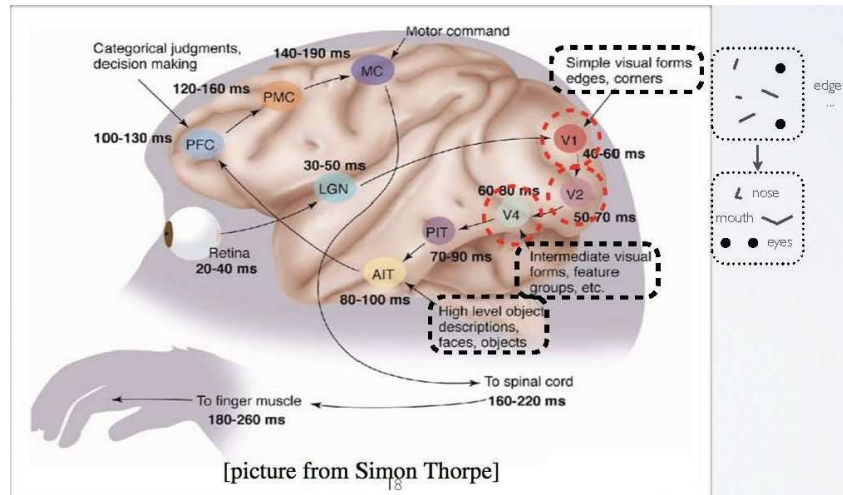 Motor command
Categorical judgments,
decision making
140-190 ms
MC
Simple visual forms
edges, corners
120-160 ms
PMC
100-130 ms
PFC
V1
40-60 ms
30-50 ms
LGN
60-80 ms
V2
V4
50-70 ms
PIT
70-90 ms
Retina
20-40 ms
AIT
80-100 ms
Intermediate visual
forms, feature
groups, etc.
High level object
descriptions,
faces, objects
To spinal cord
160-220 ms
To finger muscle
180-260 ms
[picture from Simon Thorpe]
18
edges
...
nose
mouth
eyes